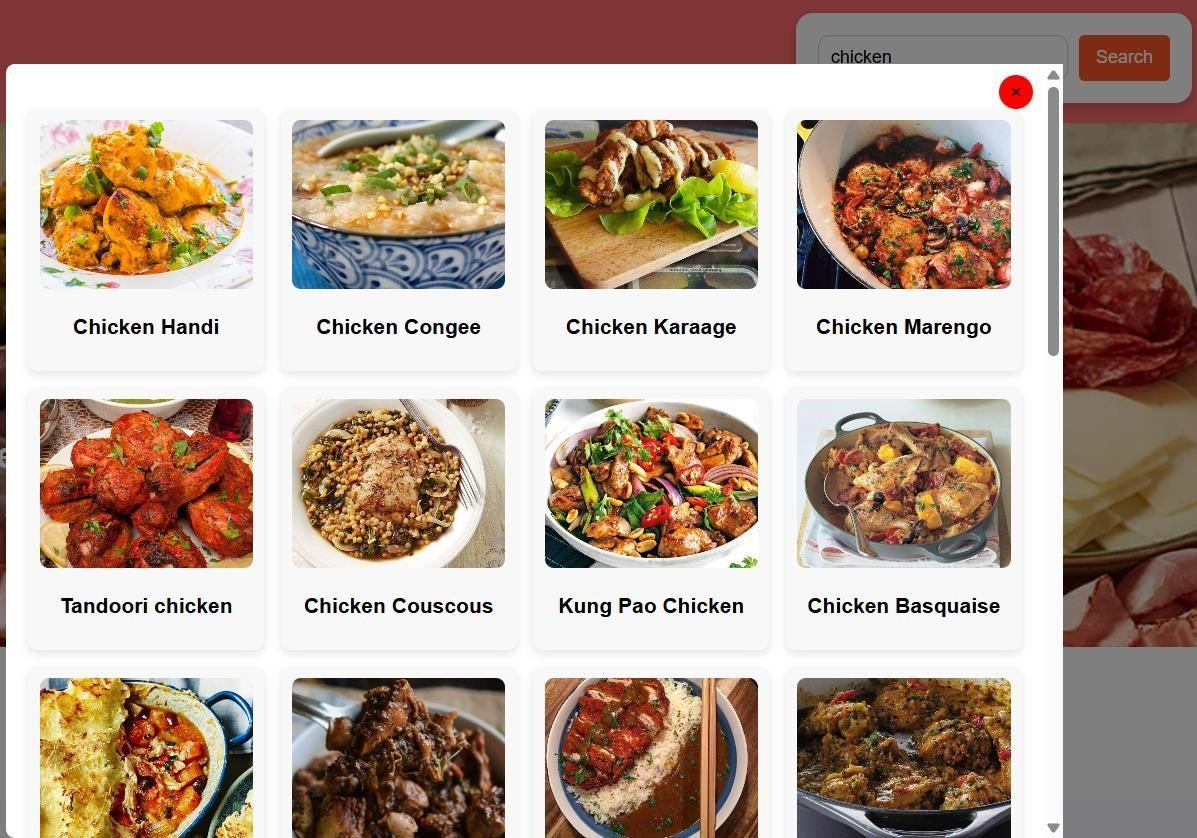 chicken
Search
×
Chicken Handi
Chicken Congee
Chicken Karaage
Chicken Marengo
Tandoori chicken
Chicken Couscous
Kung Pao Chicken
Chicken Basquaise